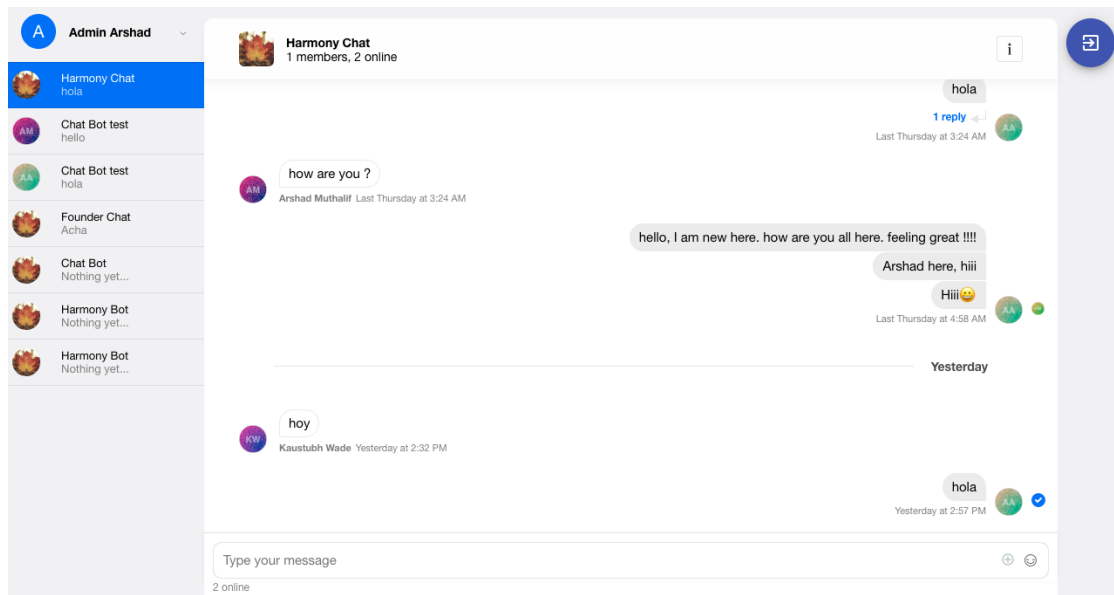 A
Admin Arshad
Harmony Chat
hola
Chat Bot test
hello
AM
Chat Bot test
hola
AA
Founder Chat
Acha
Chat Bot
Nothing yet...
Harmony Bot
Nothing yet...
Harmony Bot
Nothing yet...
Harmony Chat
1 members, 2 online
i
hola
1 reply
Last Thursday at 3:24 AM
AA
how are you ?
AM
Arshad Muthalif Last Thursday at 3:24 AM
hello, I am new here. how are you all here. feeling great !!!!
Arshad here, hiii
Hiii😀
Last Thursday at 4:58 AM
AA
Yesterday
hoy
KW
Kaustubh Wade Yesterday at 2:32 PM
hola
Yesterday at 2:57 PM
AA
Type your message
2 online